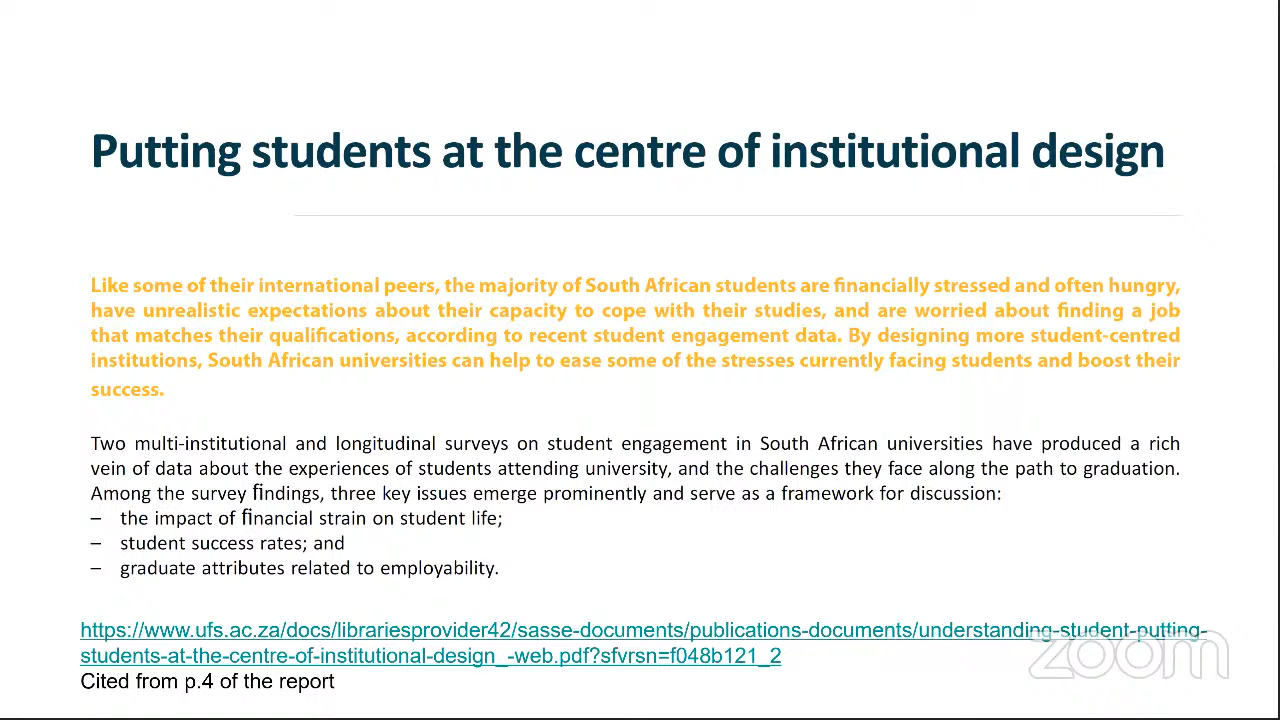 Putting students at the centre of institutional design
Like some of their international peers, the majority of South African students are financially stressed and often hungry,
have unrealistic expectations about their capacity to cope with their studies, and are worried about finding a job
that matches their qualifications, according to recent student engagement data. By designing more student-centred
institutions, South African universities can help to ease some of the stresses currently facing students and boost their
success.
Two multi-institutional and longitudinal surveys on student engagement in South African universities have produced a rich
vein of data about the experiences of students attending university, and the challenges they face along the path to graduation.
Among the survey findings, three key issues emerge prominently and serve as a framework for discussion:
– the impact of financial strain on student life;
– student success rates; and
– graduate attributes related to employability.
https://www.ufs.ac.za/docs/librariesprovider42/sasse-documents/publications-documents/understanding-student-putting-
students-at-the-centre-of-institutional-design_-web.pdf?sfvrsn=f048b121_2
Cited from p.4 of the report
zoom